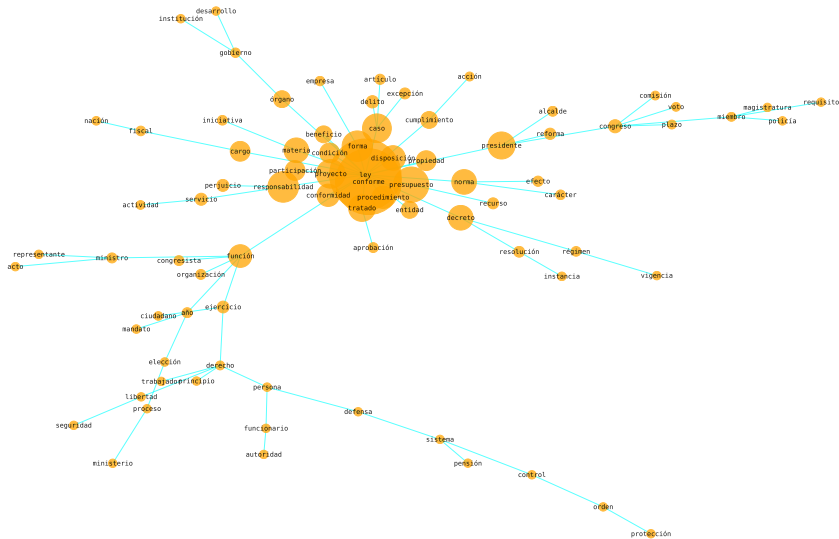 desarrollo
institución
gobierno
acción
artículo
empresa
excepción
comisión
órgano
delito
requisito
voto
magistratura
alcalde
nación
iniciativa
cumplimiento
miembro
policía
plazo
congreso
caso
fiscal
beneficio
reforma
forma
presidente
materia
cargo
condición
disposición
propiedad
participación
proyecto
ley
conforme
norma
efecto
perjuicio
responsabilidad
presupuesto
carácter
conformidad
procedimiento
servicio
recurso
actividad
tratado
entidad
decreto
aprobación
resolución
régimen
representante
función
ministro
congresista
acto
organización
instancia
vigencia
ejercicio
año
ciudadano
mandato
elección
derecho
trabajador
principio
persona
libertad
proceso
defensa
seguridad
funcionario
sistema
autoridad
ministerio
pensión
control
orden
protección